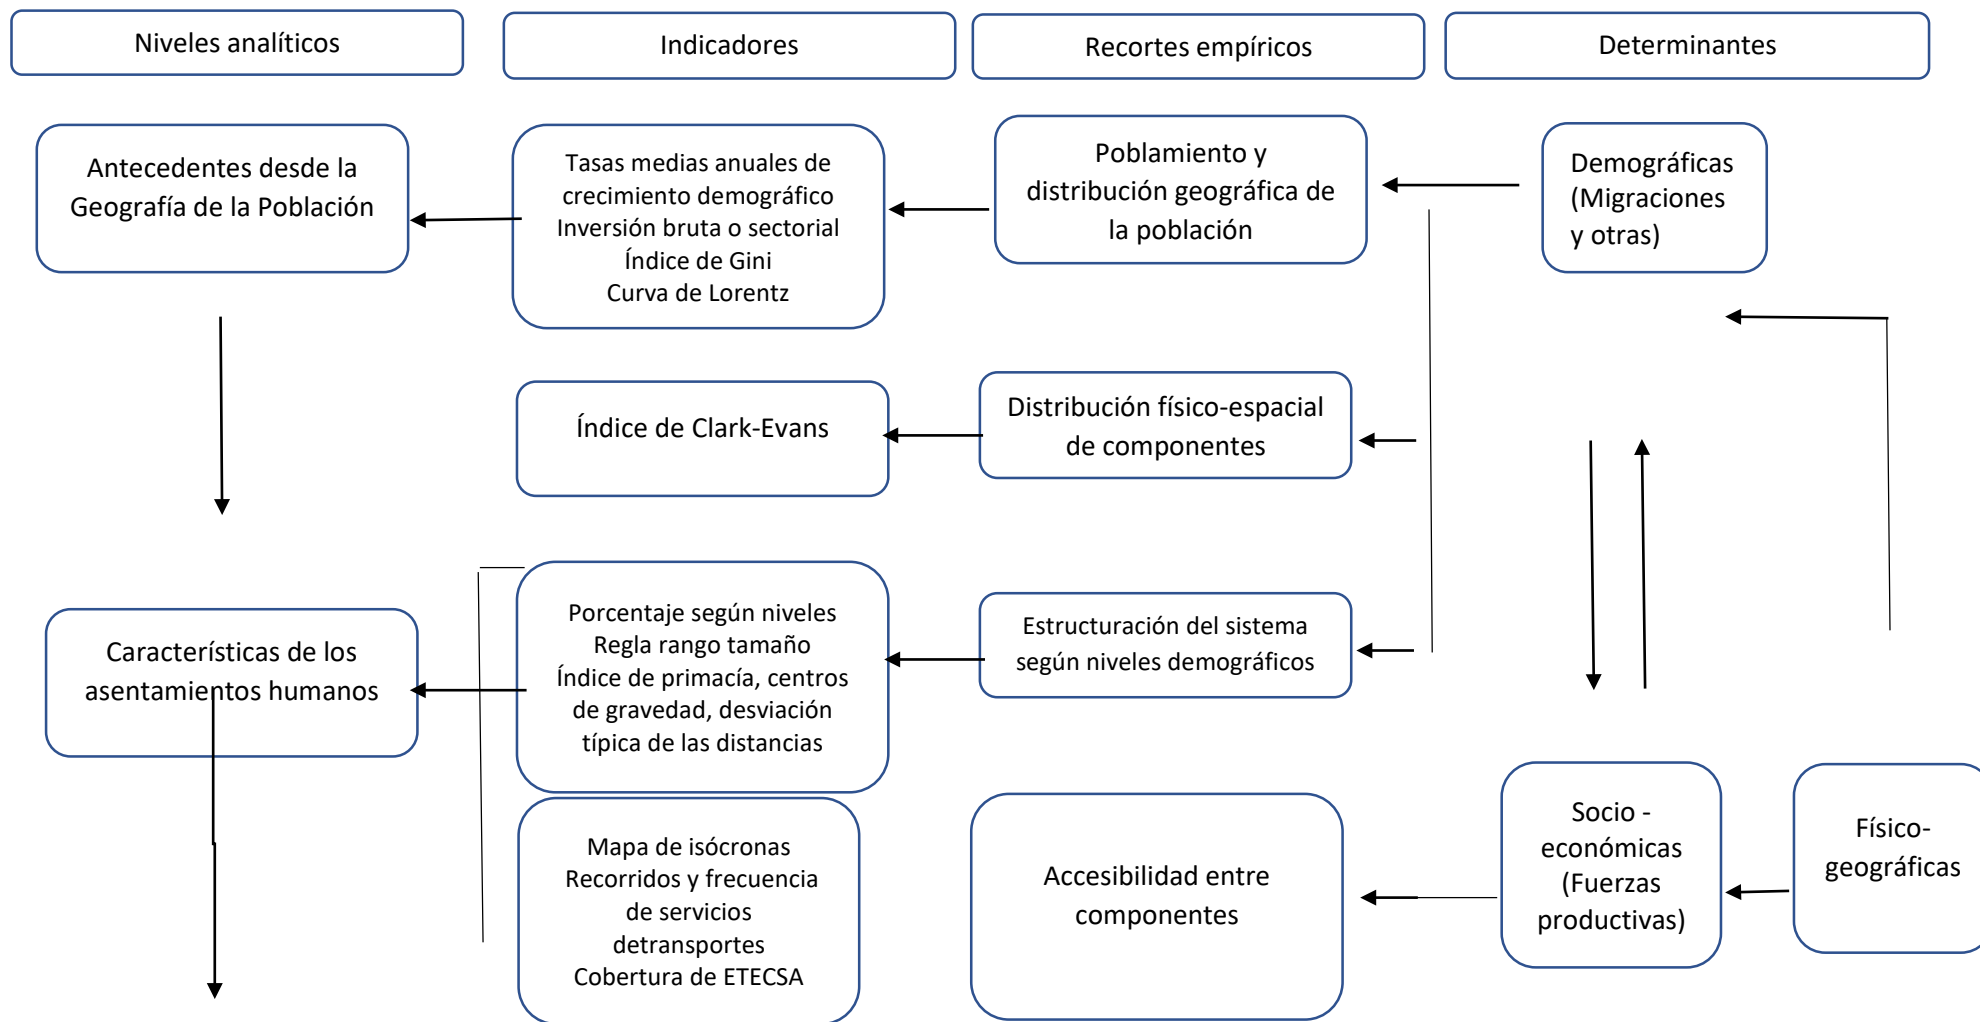 Niveles analíticos
Indicadores
Recortes empíricos
Determinantes
Antecedentes desde la
Geografía de la Población
Tasas medias anuales de
crecimiento demográfico
Inversión bruta o sectorial
Índice de Gini
Curva de Lorentz
Poblamiento y
distribución geográfica de
la población
Demográficas
(Migraciones
y otras)
Índice de Clark-Evans
Distribución físico-espacial
de componentes
Características de los
asentamientos humanos
Porcentaje según niveles
Regla rango tamaño
Índice de primacía, centros
de gravedad, desviación
típica de las distancias
Estructuración del sistema
según niveles demográficos
Mapa de isócronas
Recorridos y frecuencia
de servicios
detransportes
Cobertura de ETECSA
Accesibilidad entre
componentes
Socio -
económicas
(Fuerzas
productivas)
Físico-
geográficas